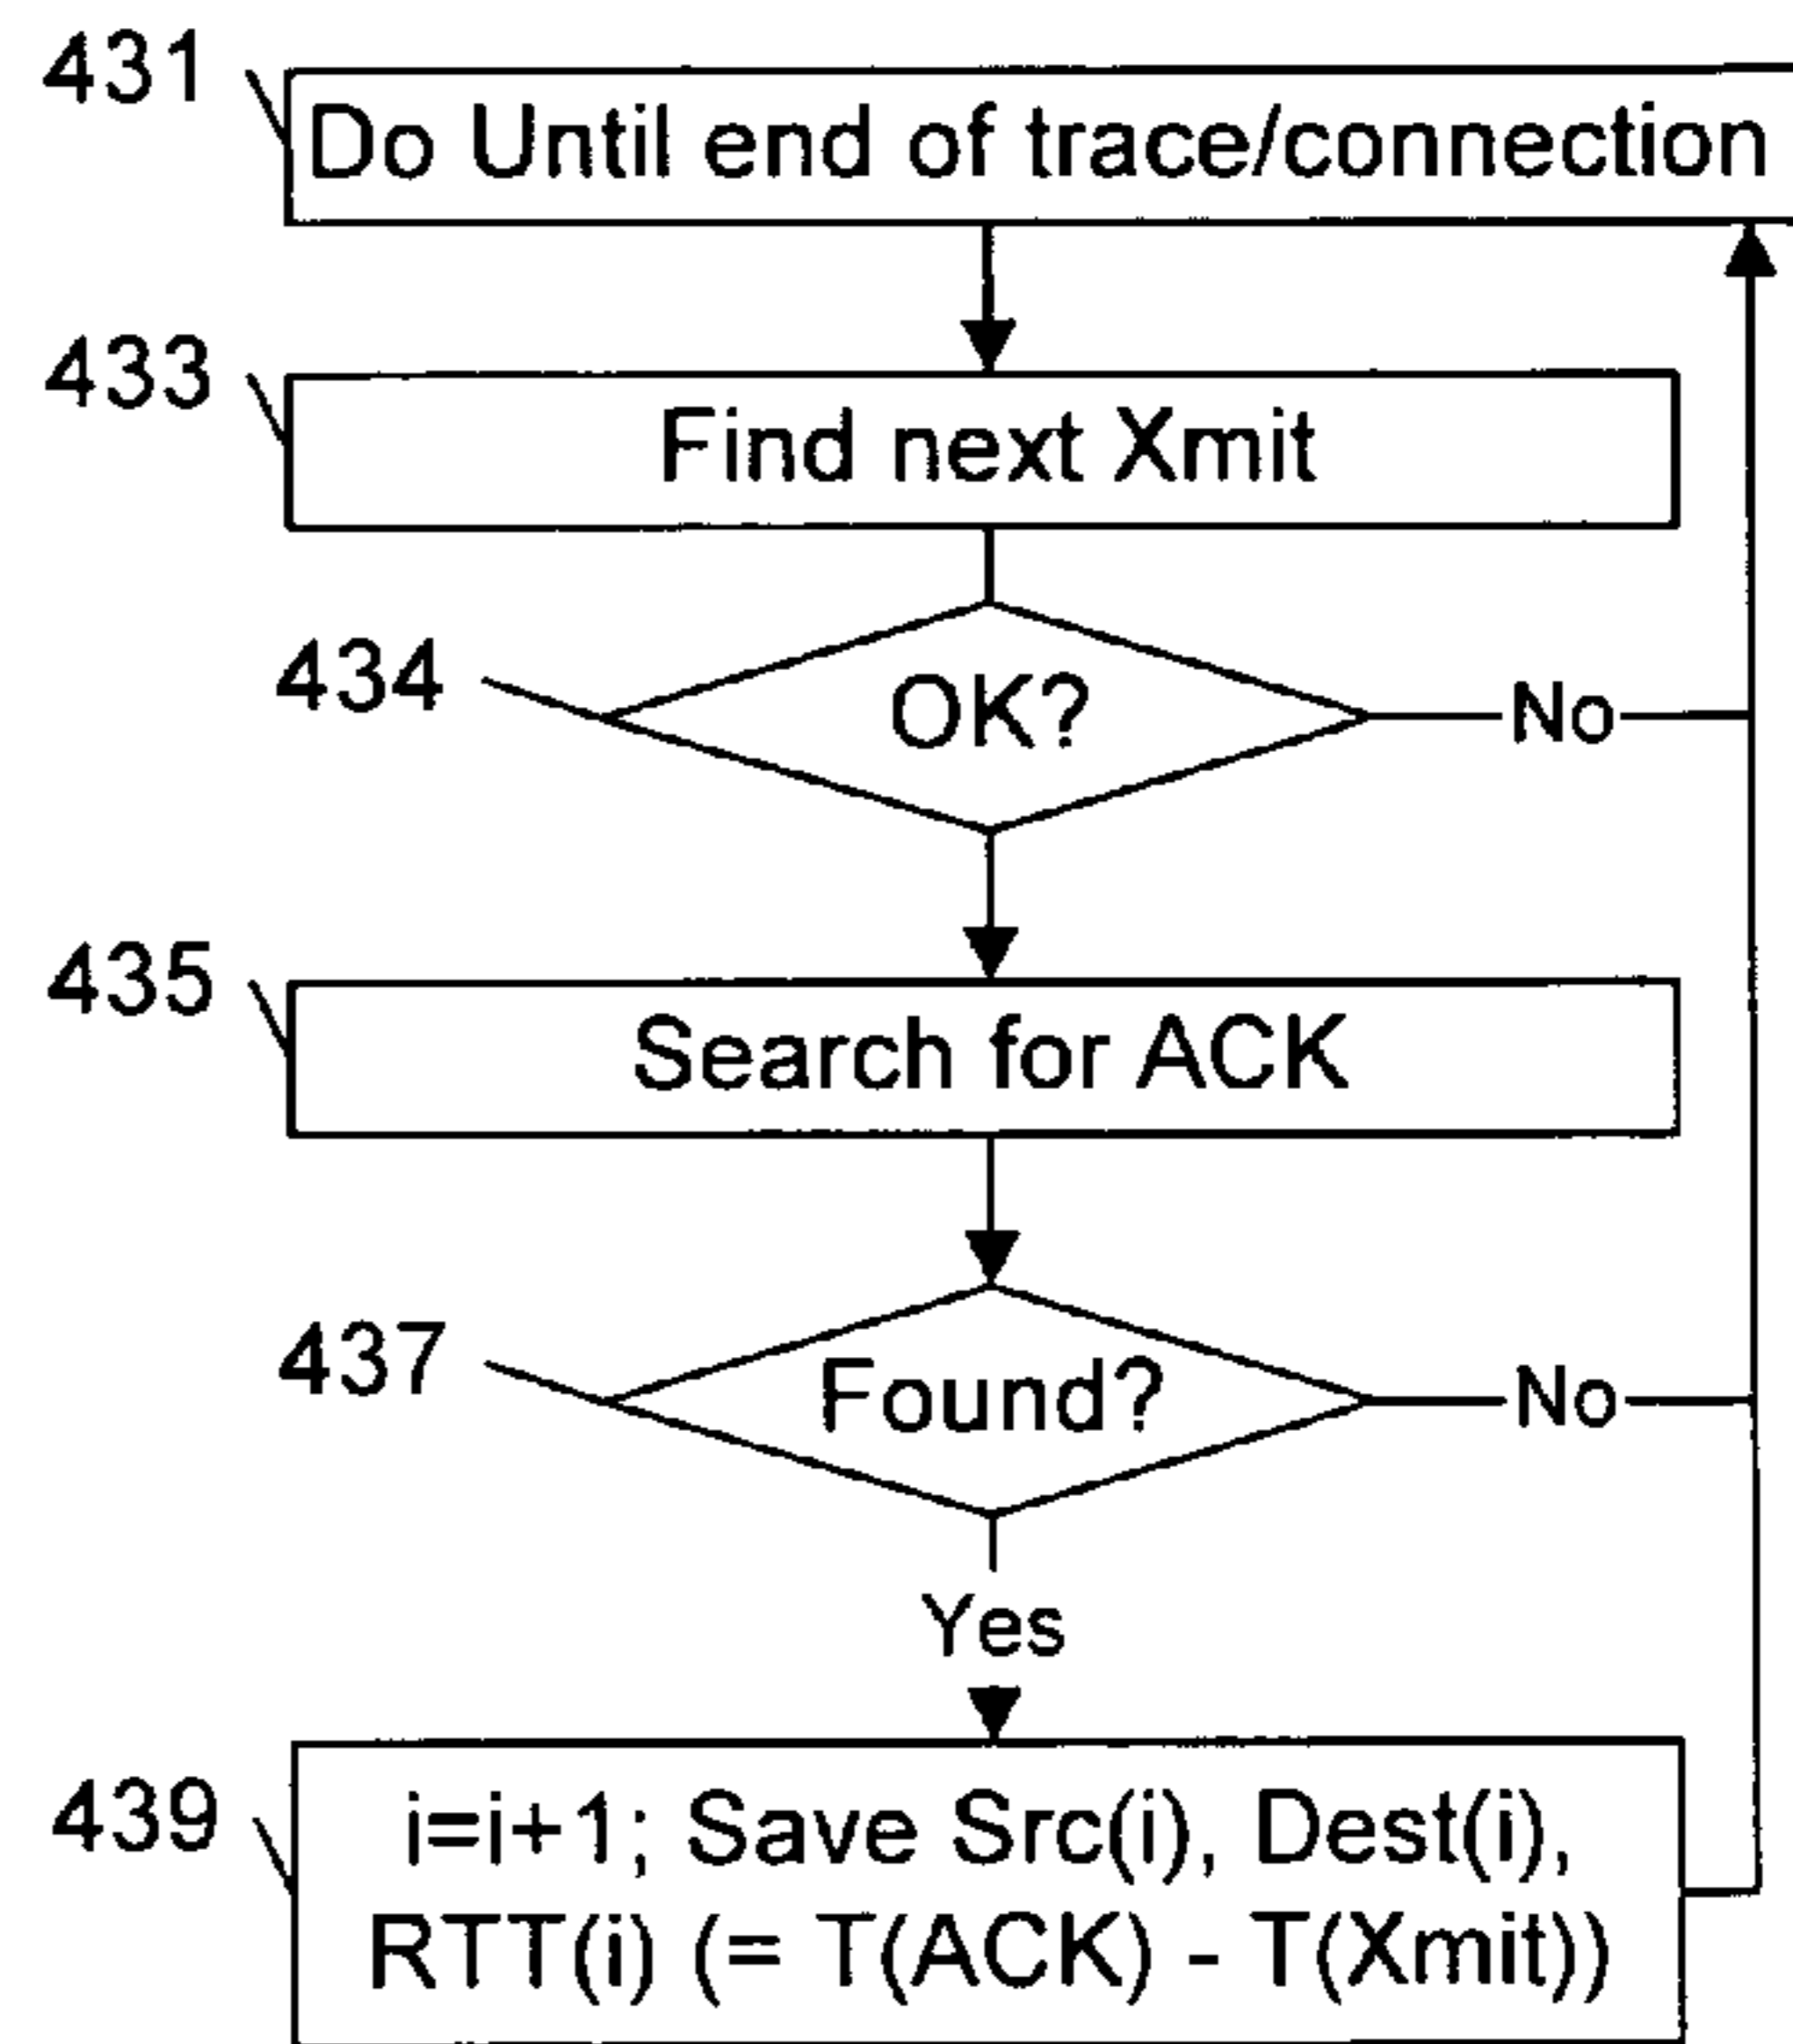 431
Do Until end of trace/connection
433
Find next Xmit
434
OK?
No
435
Search for ACK
437
Found?
No
Yes
439
i=i+1; Save Src(i), Dest(i),
RTT(i) (= T(ACK) - T(Xmit))